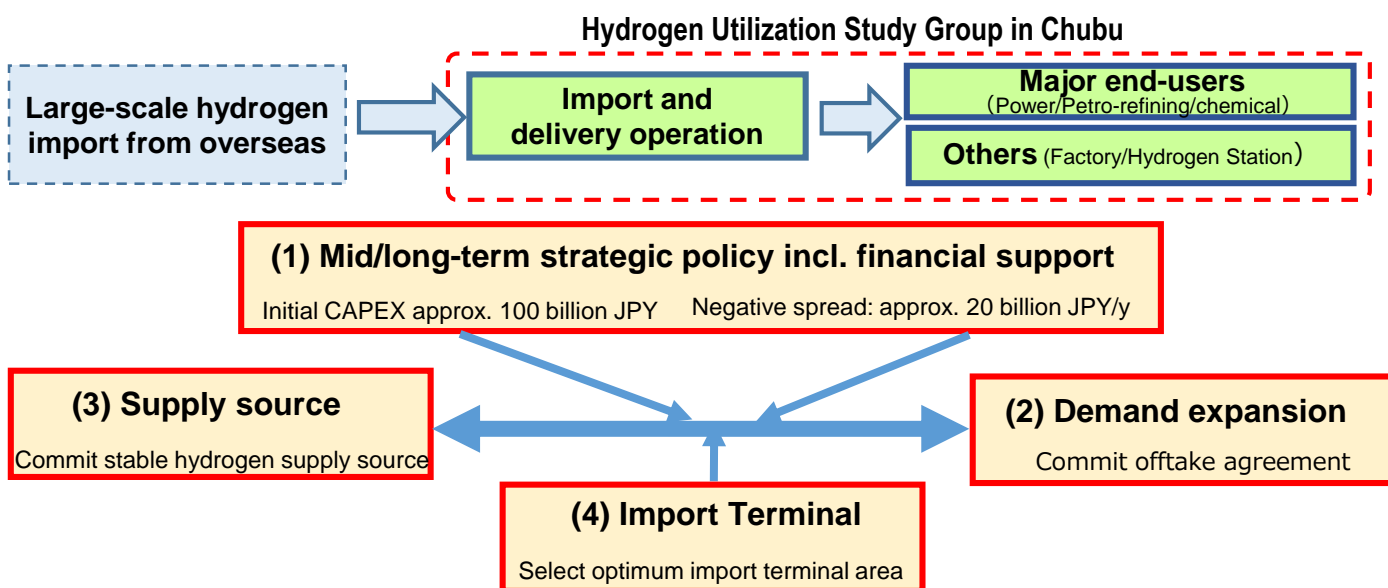 Hydrogen Utilization Study Group in Chubu
Large-scale hydrogen
import from overseas
Import and
delivery operation
Major end-users
（Power/Petro-refining/chemical）
Others (Factory/Hydrogen Station）
(1) Mid/long-term strategic policy incl. financial support
Initial CAPEX approx. 100 billion JPY
Negative spread: approx. 20 billion JPY/y
(3) Supply source
Commit stable hydrogen supply source
(2) Demand expansion
Commit offtake agreement
(4) Import Terminal
Select optimum import terminal area